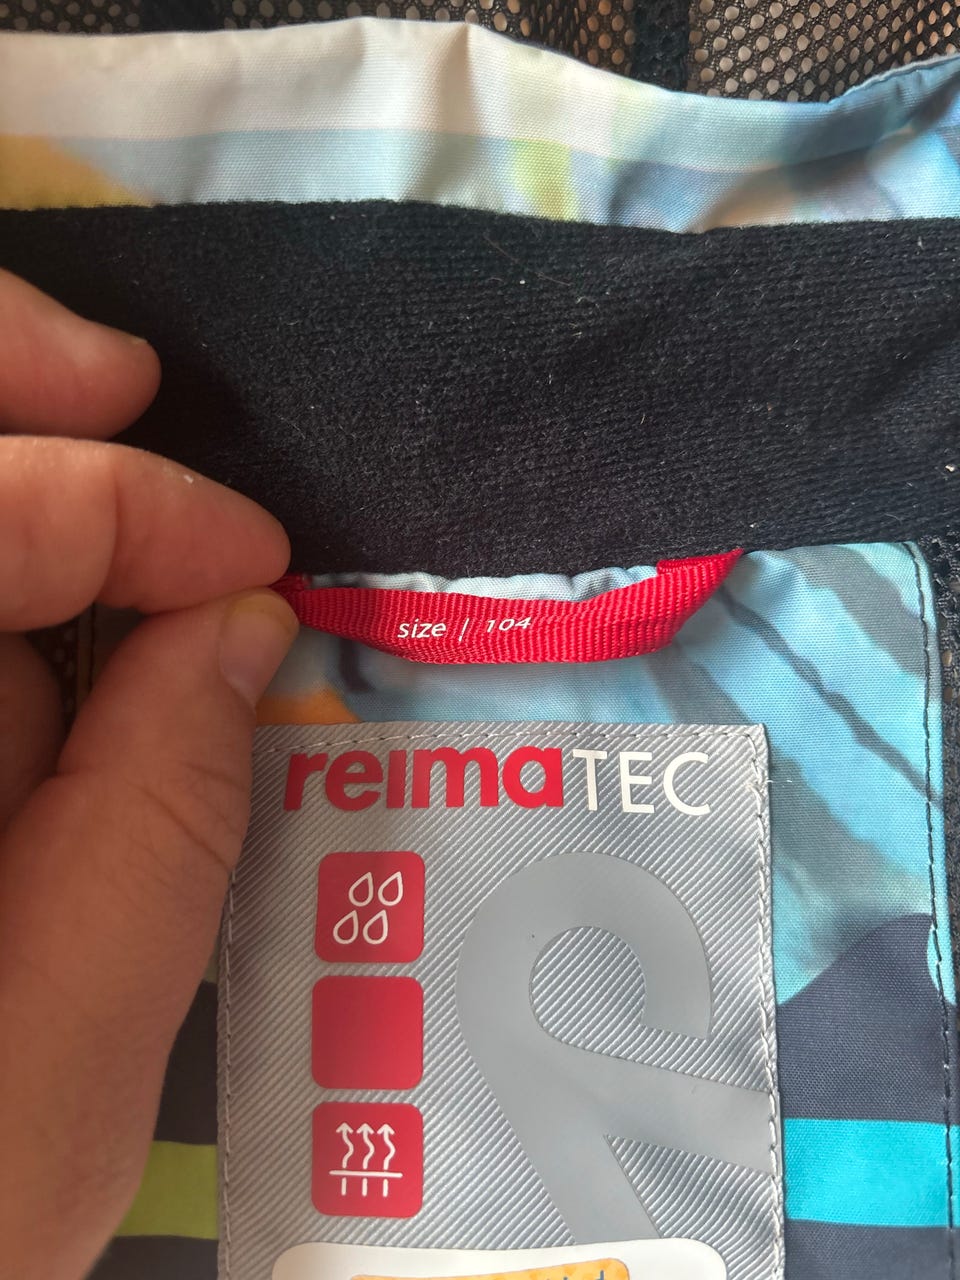 size / 104
reimaTEC